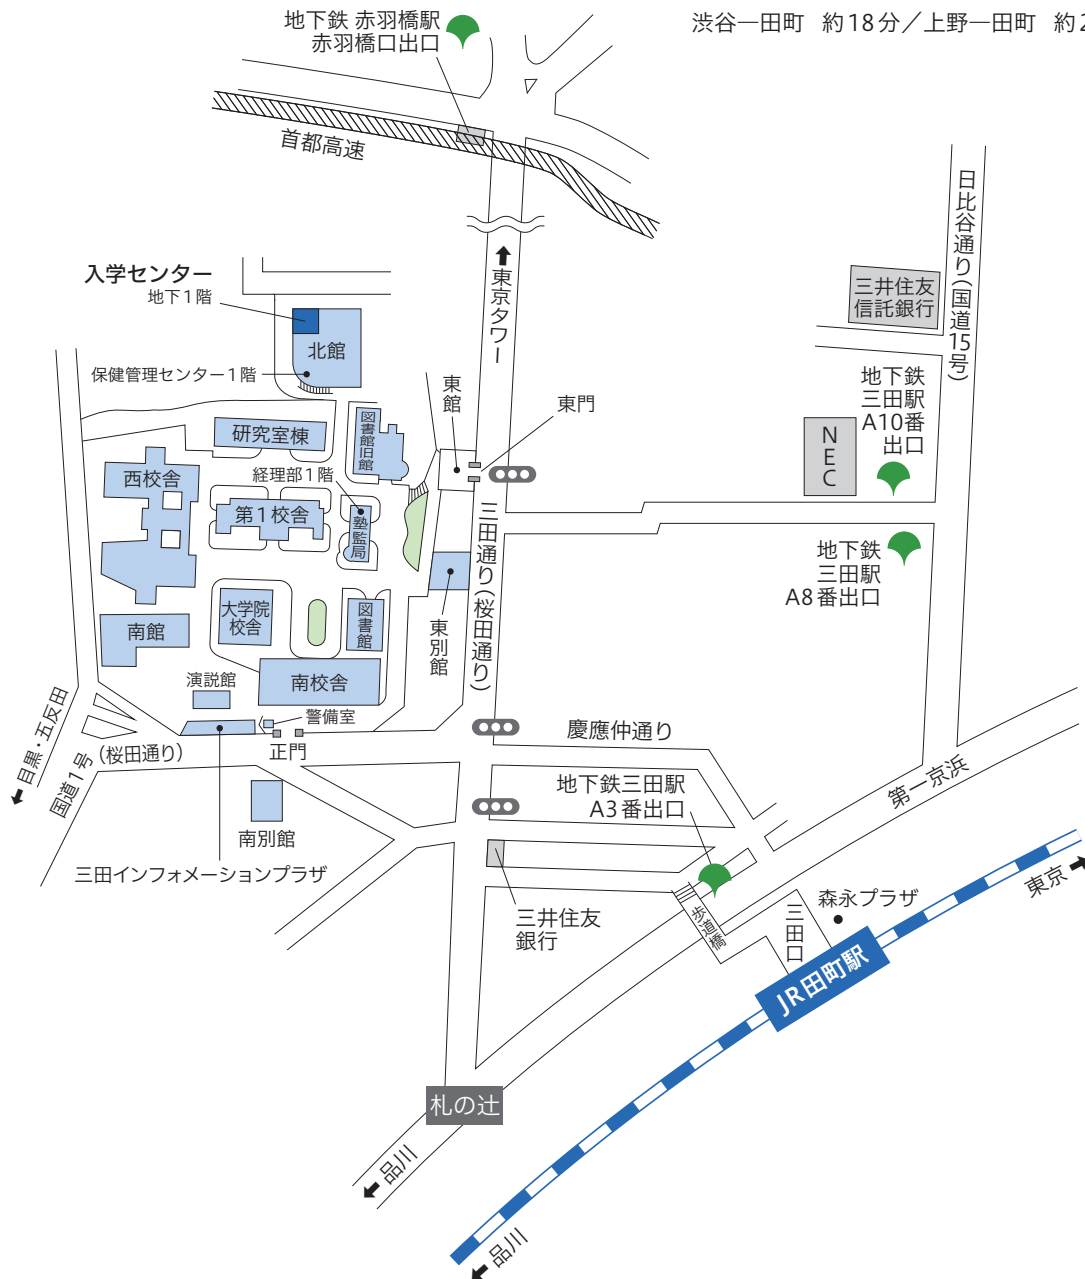 地下鉄 赤羽橋駅
赤羽橋口出口
渋谷―田町 約18分／上野―田町 約2
首都高速
日比谷通り(国道15号)
入学センター
地下1階
東京タワー
三井住友
信託銀行
北館
保健管理センター1階
東館
東門
地下鉄
三田駅
A10番
出口
NEC
図書館旧館
研究室棟
経理部1階
西校舎
第1校舎
塾監局
三田通り(桜田通り)
地下鉄
三田駅
A8番出口
大学院
校舎
図書館
南館
東別館
演説館
南校舎
警備室
正門
目黒・五反田
国道1号(桜田通り)
慶應仲通り
第一京浜
地下鉄三田駅
A3番出口
南別館
三田インフォメーションプラザ
三井住友
銀行
歩道橋
三田口
森永プラザ
東京
JR田町駅
札の辻
品川
品川